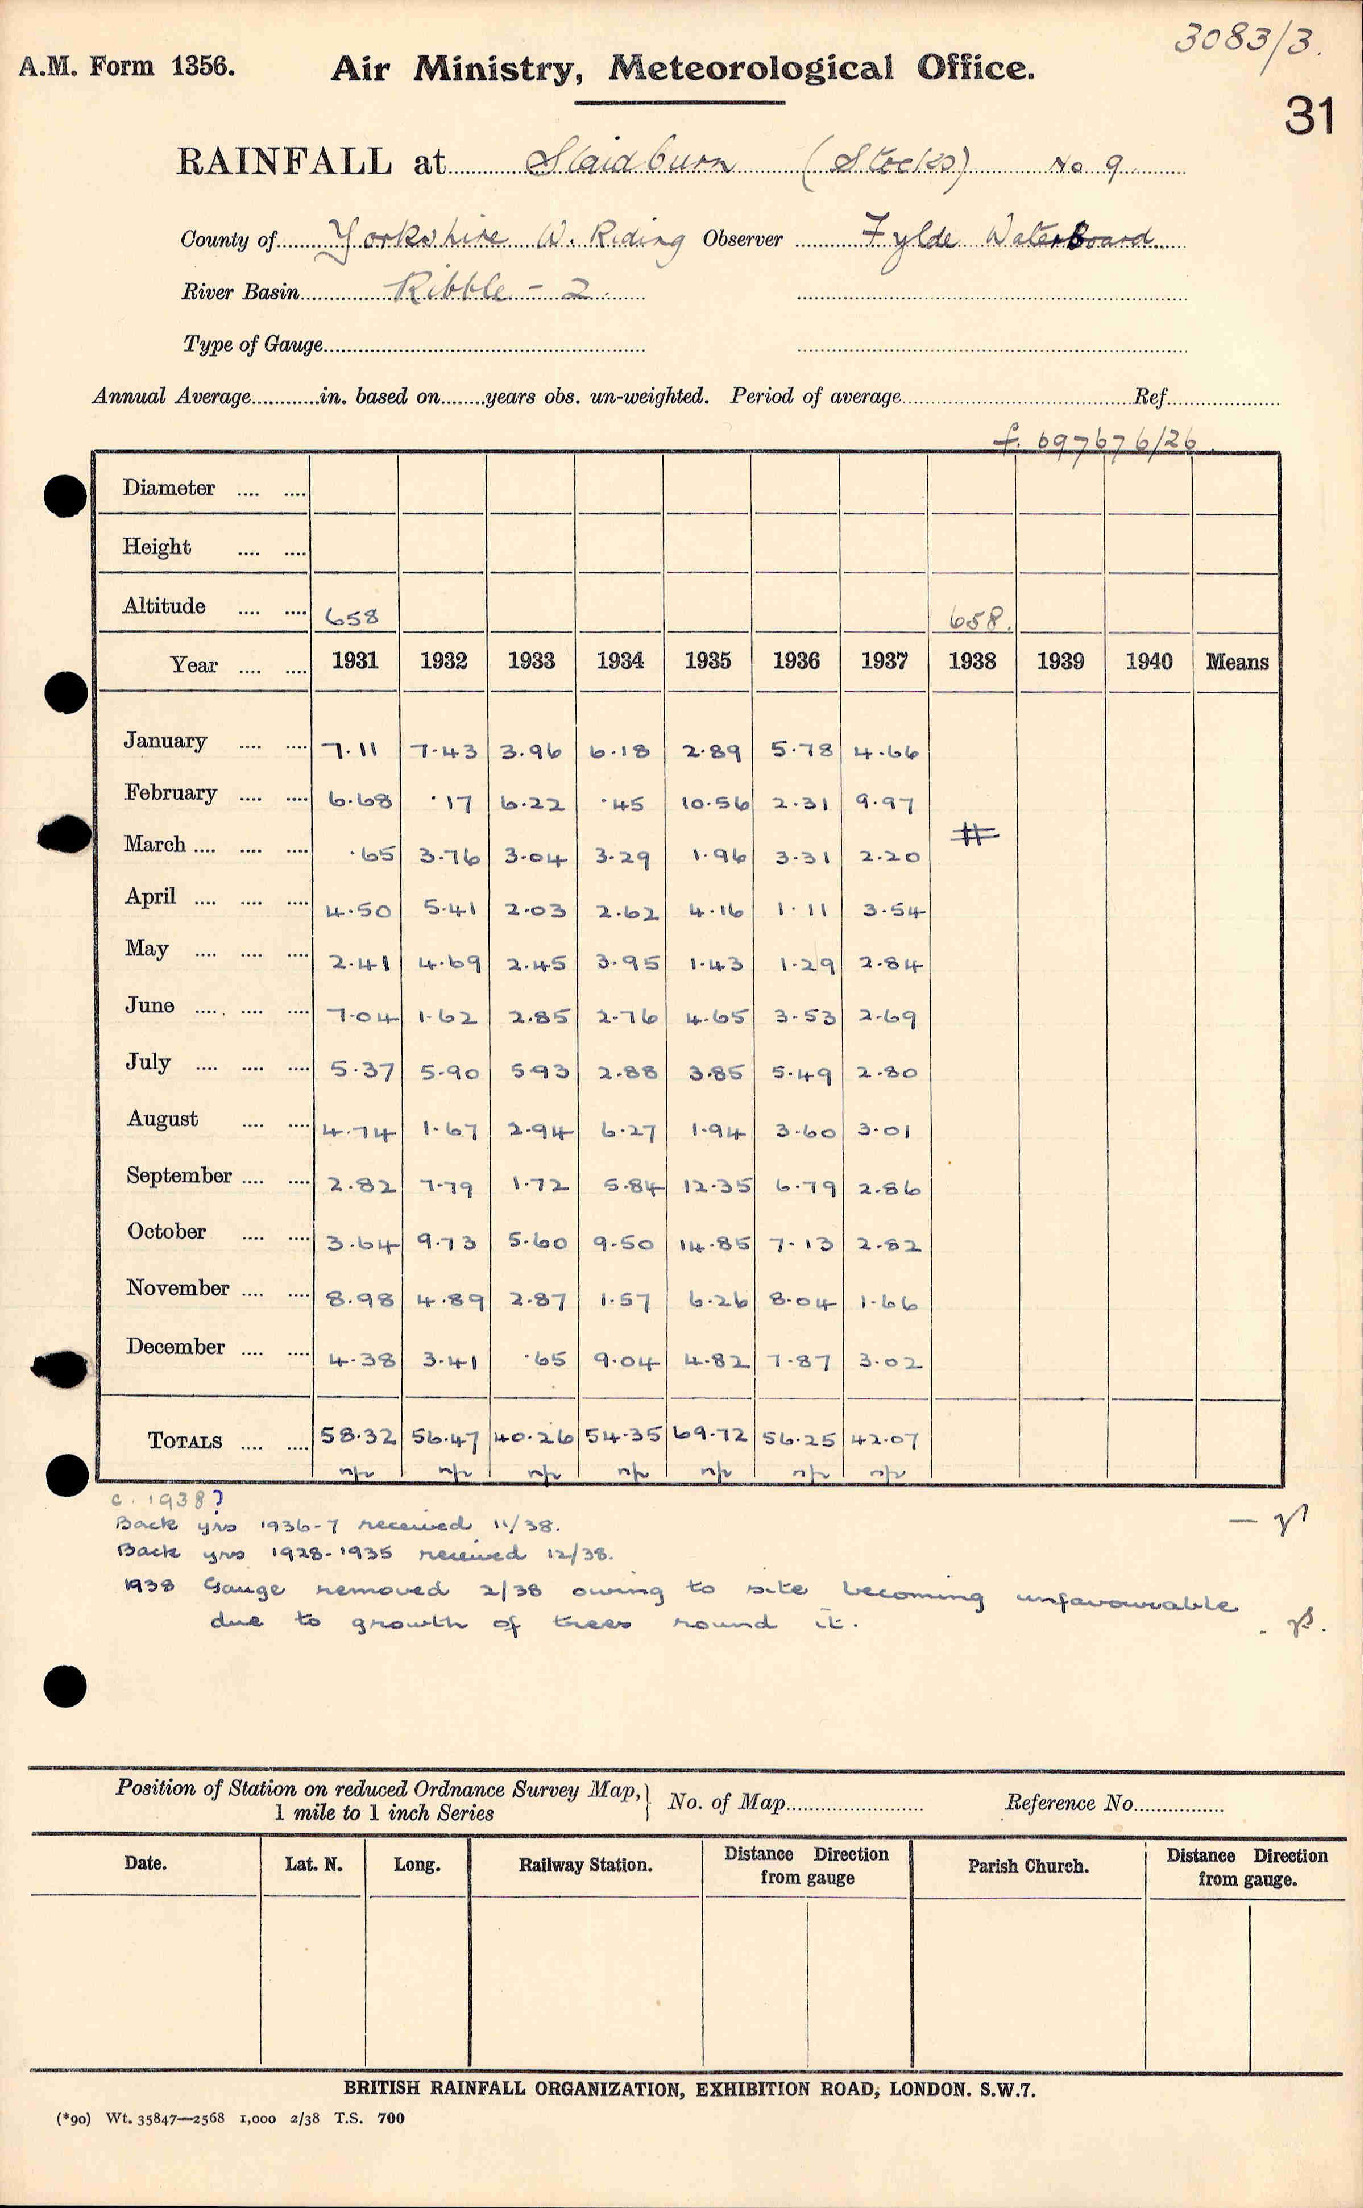 3083/3.
A.M. Form 1356. Air Ministry, Meteorological Office.
31
RAINFALL at Slaidburn (Stocks) No 9
County of Yorkshire W. Riding Observer Fylde Waterboard
River Basin Ribble - 2.
Type of Gauge
Annual Average in. based on years obs. un-weighted. Period of average Ref
f. 697676/26.
Diameter
Height
Altitude 658 658.
Year 1931 1932 1933 1934 1935 1936 1937 1938 1939 1940 Means
January 7.11 7.43 3.96 6.18 2.89 5.78 4.66
February 6.68 .17 6.22 .45 10.56 2.31 9.97
March .65 3.76 3.04 3.29 1.96 3.31 2.20
April 4.50 5.41 2.03 2.62 4.16 1.11 3.54
May 2.41 4.69 2.45 3.95 1.43 1.29 2.84
June 7.04 1.62 2.85 2.76 4.65 3.53 2.69
July 5.37 5.90 5.93 2.88 3.85 5.49 2.80
August 4.74 1.67 2.94 6.27 1.94 3.60 3.01
September 2.82 7.79 1.72 5.84 12.35 6.79 2.86
October 3.64 9.73 5.60 9.50 14.85 7.13 2.82
November 8.98 4.89 2.87 1.57 6.26 8.04 1.66
December 4.38 3.41 .65 9.04 4.82 7.87 3.02
TOTALS 58.32 56.47 40.26 54.35 69.72 56.25 42.07
c. 1938?
Back yrs 1936-7 received 11/38.
Back yrs 1928-1935 received 12/38.
1938 Gauge removed 2/38 owing to site becoming unfavourable
due to growth of trees round it.
Position of Station on reduced Ordnance Survey Map, 1 mile to 1 inch Series No. of Map Reference No.
Date. Lat. N. Long. Railway Station. Distance Direction from gauge Parish Church. Distance Direction from gauge.
BRITISH RAINFALL ORGANIZATION, EXHIBITION ROAD, LONDON. S.W.7.
(*90) Wt. 35847—2568 1,000 2/38 T.S. 700